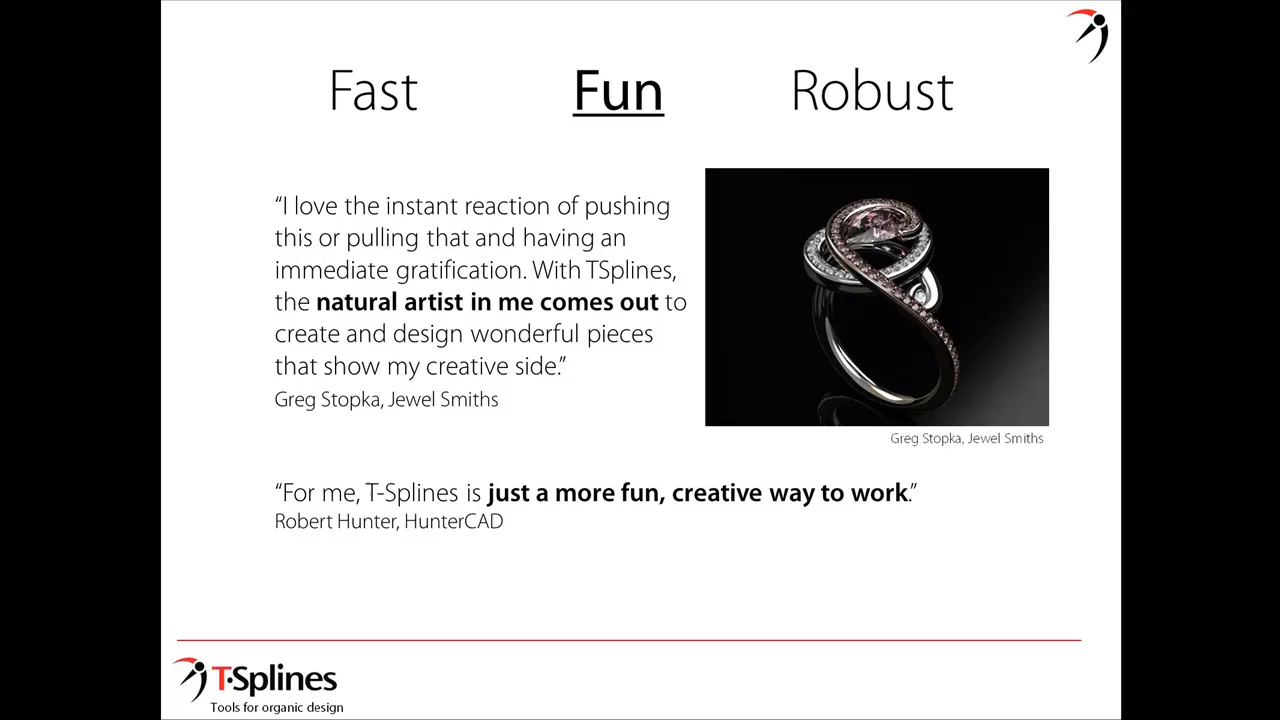 Fast Fun Robust
“I love the instant reaction of pushing
this or pulling that and having an
immediate gratification. With TSplines,
the natural artist in me comes out to
create and design wonderful pieces
that show my creative side.”
Greg Stopka, Jewel Smiths
Greg Stopka, Jewel Smiths
“For me, T-Splines is just a more fun, creative way to work.”
Robert Hunter, HunterCAD
T-Splines
Tools for organic design